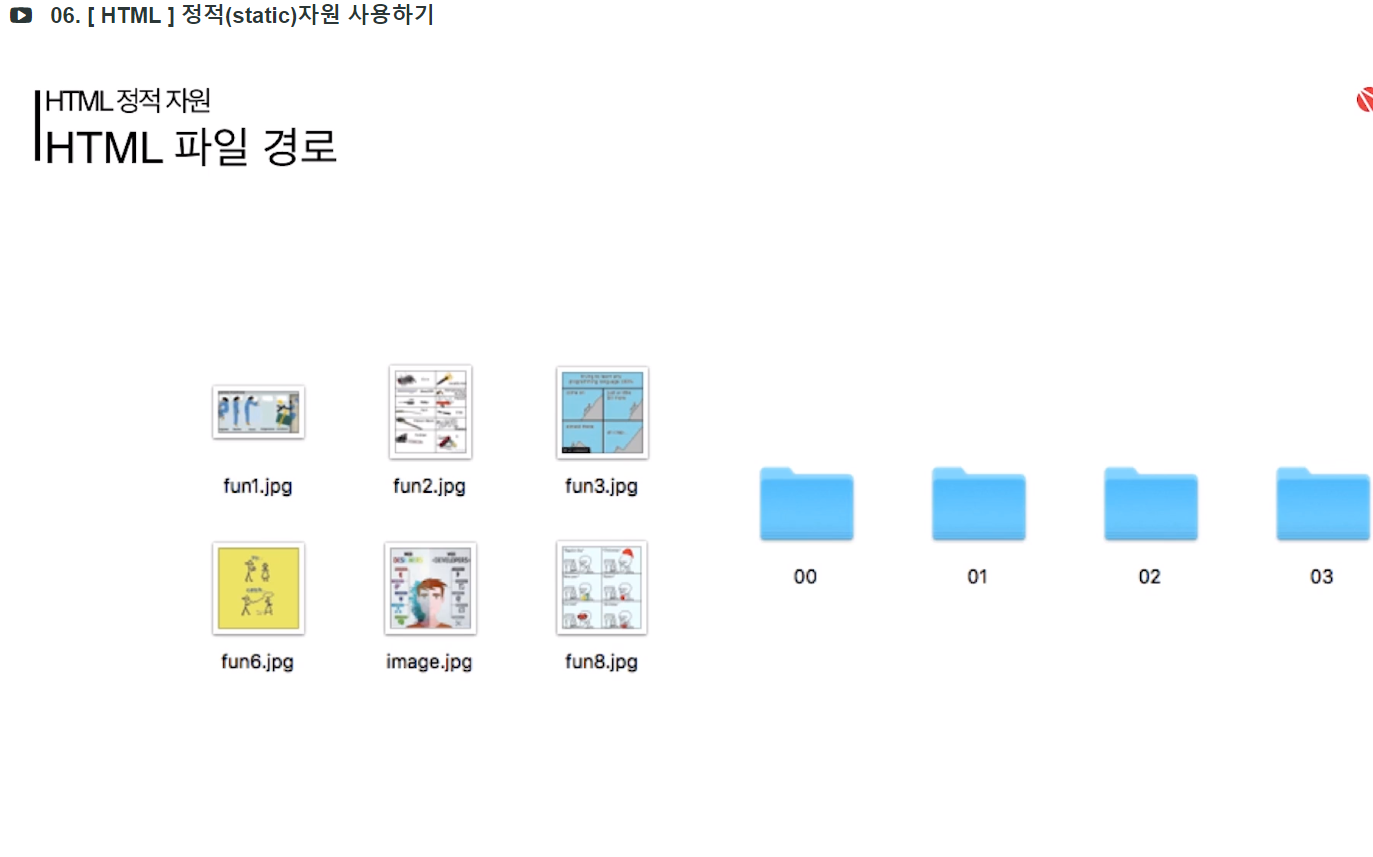 06. [ HTML ] 정적(static)자원 사용하기
HTML 정적 자원
HTML 파일 경로
fun1.jpg
fun2.jpg
fun3.jpg
fun6.jpg
image.jpg
fun8.jpg
00
01
02
03